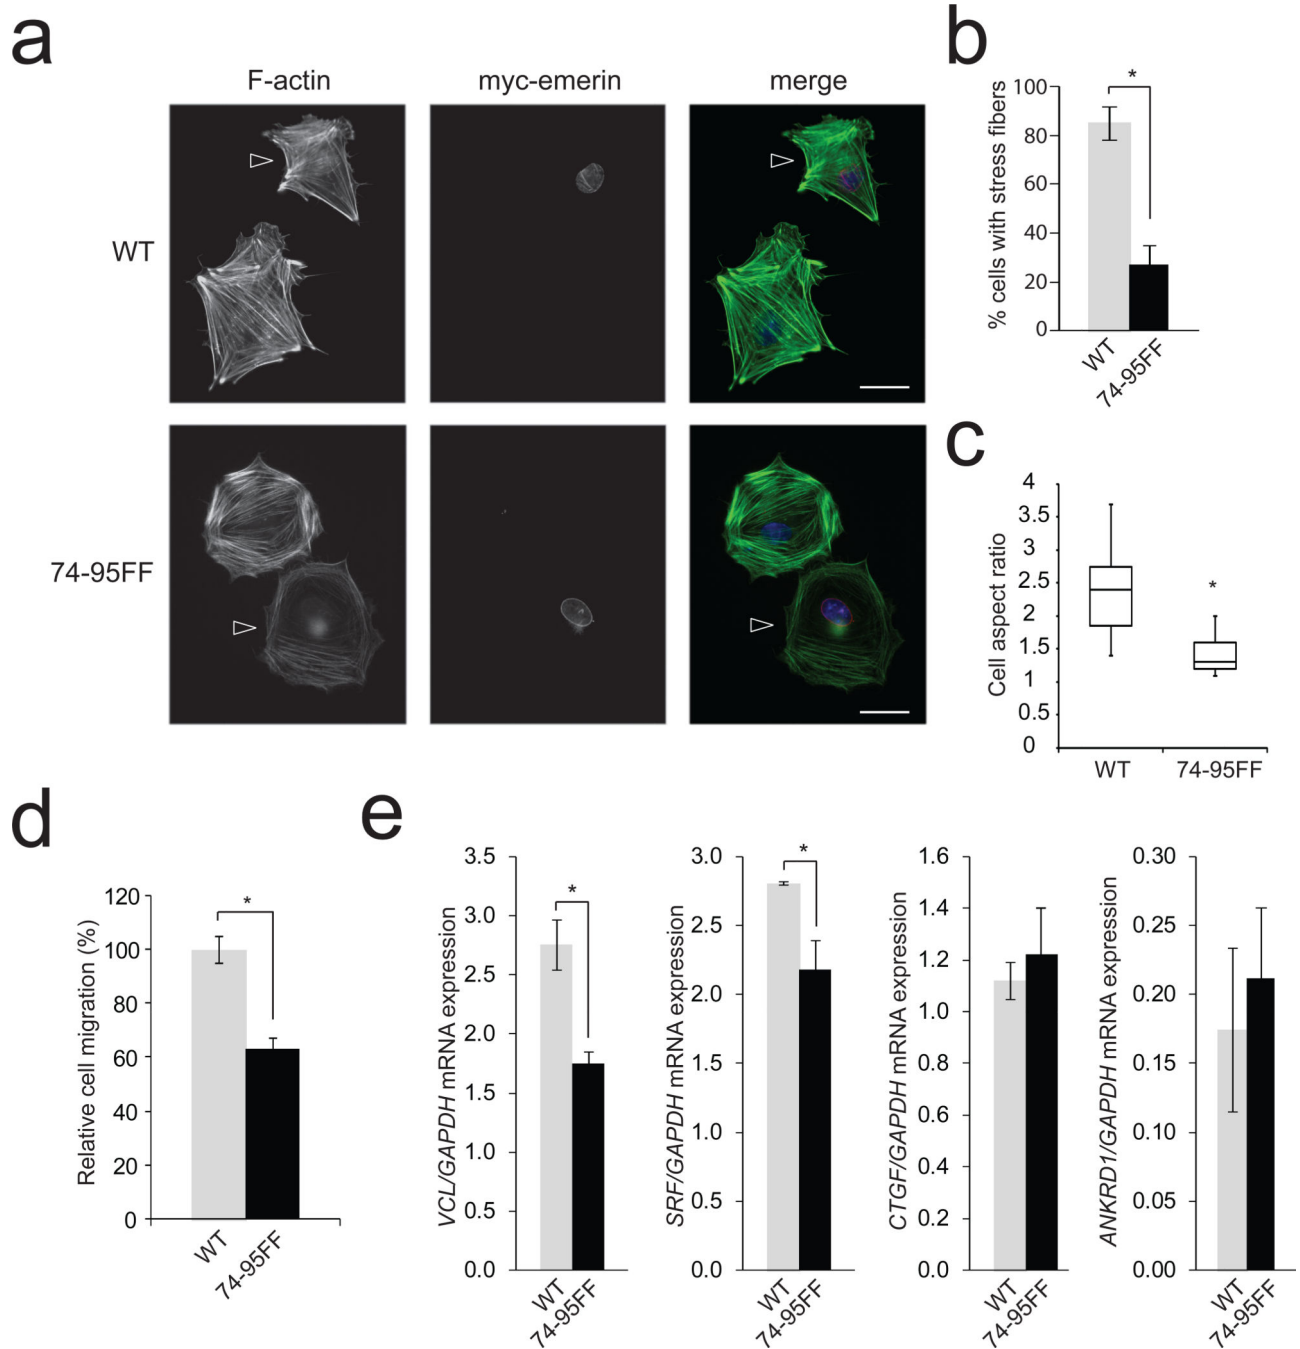 a
F-actin
myc-emerin
merge
WT
74-95FF
b
% cells with stress fibers
100
80
60
40
20
0
*
WT
74-95FF
c
Cell aspect ratio
4
3.5
3
2.5
2
1.5
1
0.5
0
*
WT
74-95FF
d
Relative cell migration (%)
120
100
80
60
40
20
0
*
WT
74-95FF
e
VCL/GAPDH mRNA expression
3.5
3.0
2.5
2.0
1.5
1.0
0.5
0.0
*
WT
74-95FF
SRF/GAPDH mRNA expression
3.0
2.5
2.0
1.5
1.0
0.5
0.0
*
WT
74-95FF
CTGF/GAPDH mRNA expression
1.6
1.4
1.2
1.0
0.8
0.6
0.4
0.2
0.0
WT
74-95FF
ANKRD1/GAPDH mRNA expression
0.30
0.25
0.20
0.15
0.10
0.05
0.00
WT
74-95FF